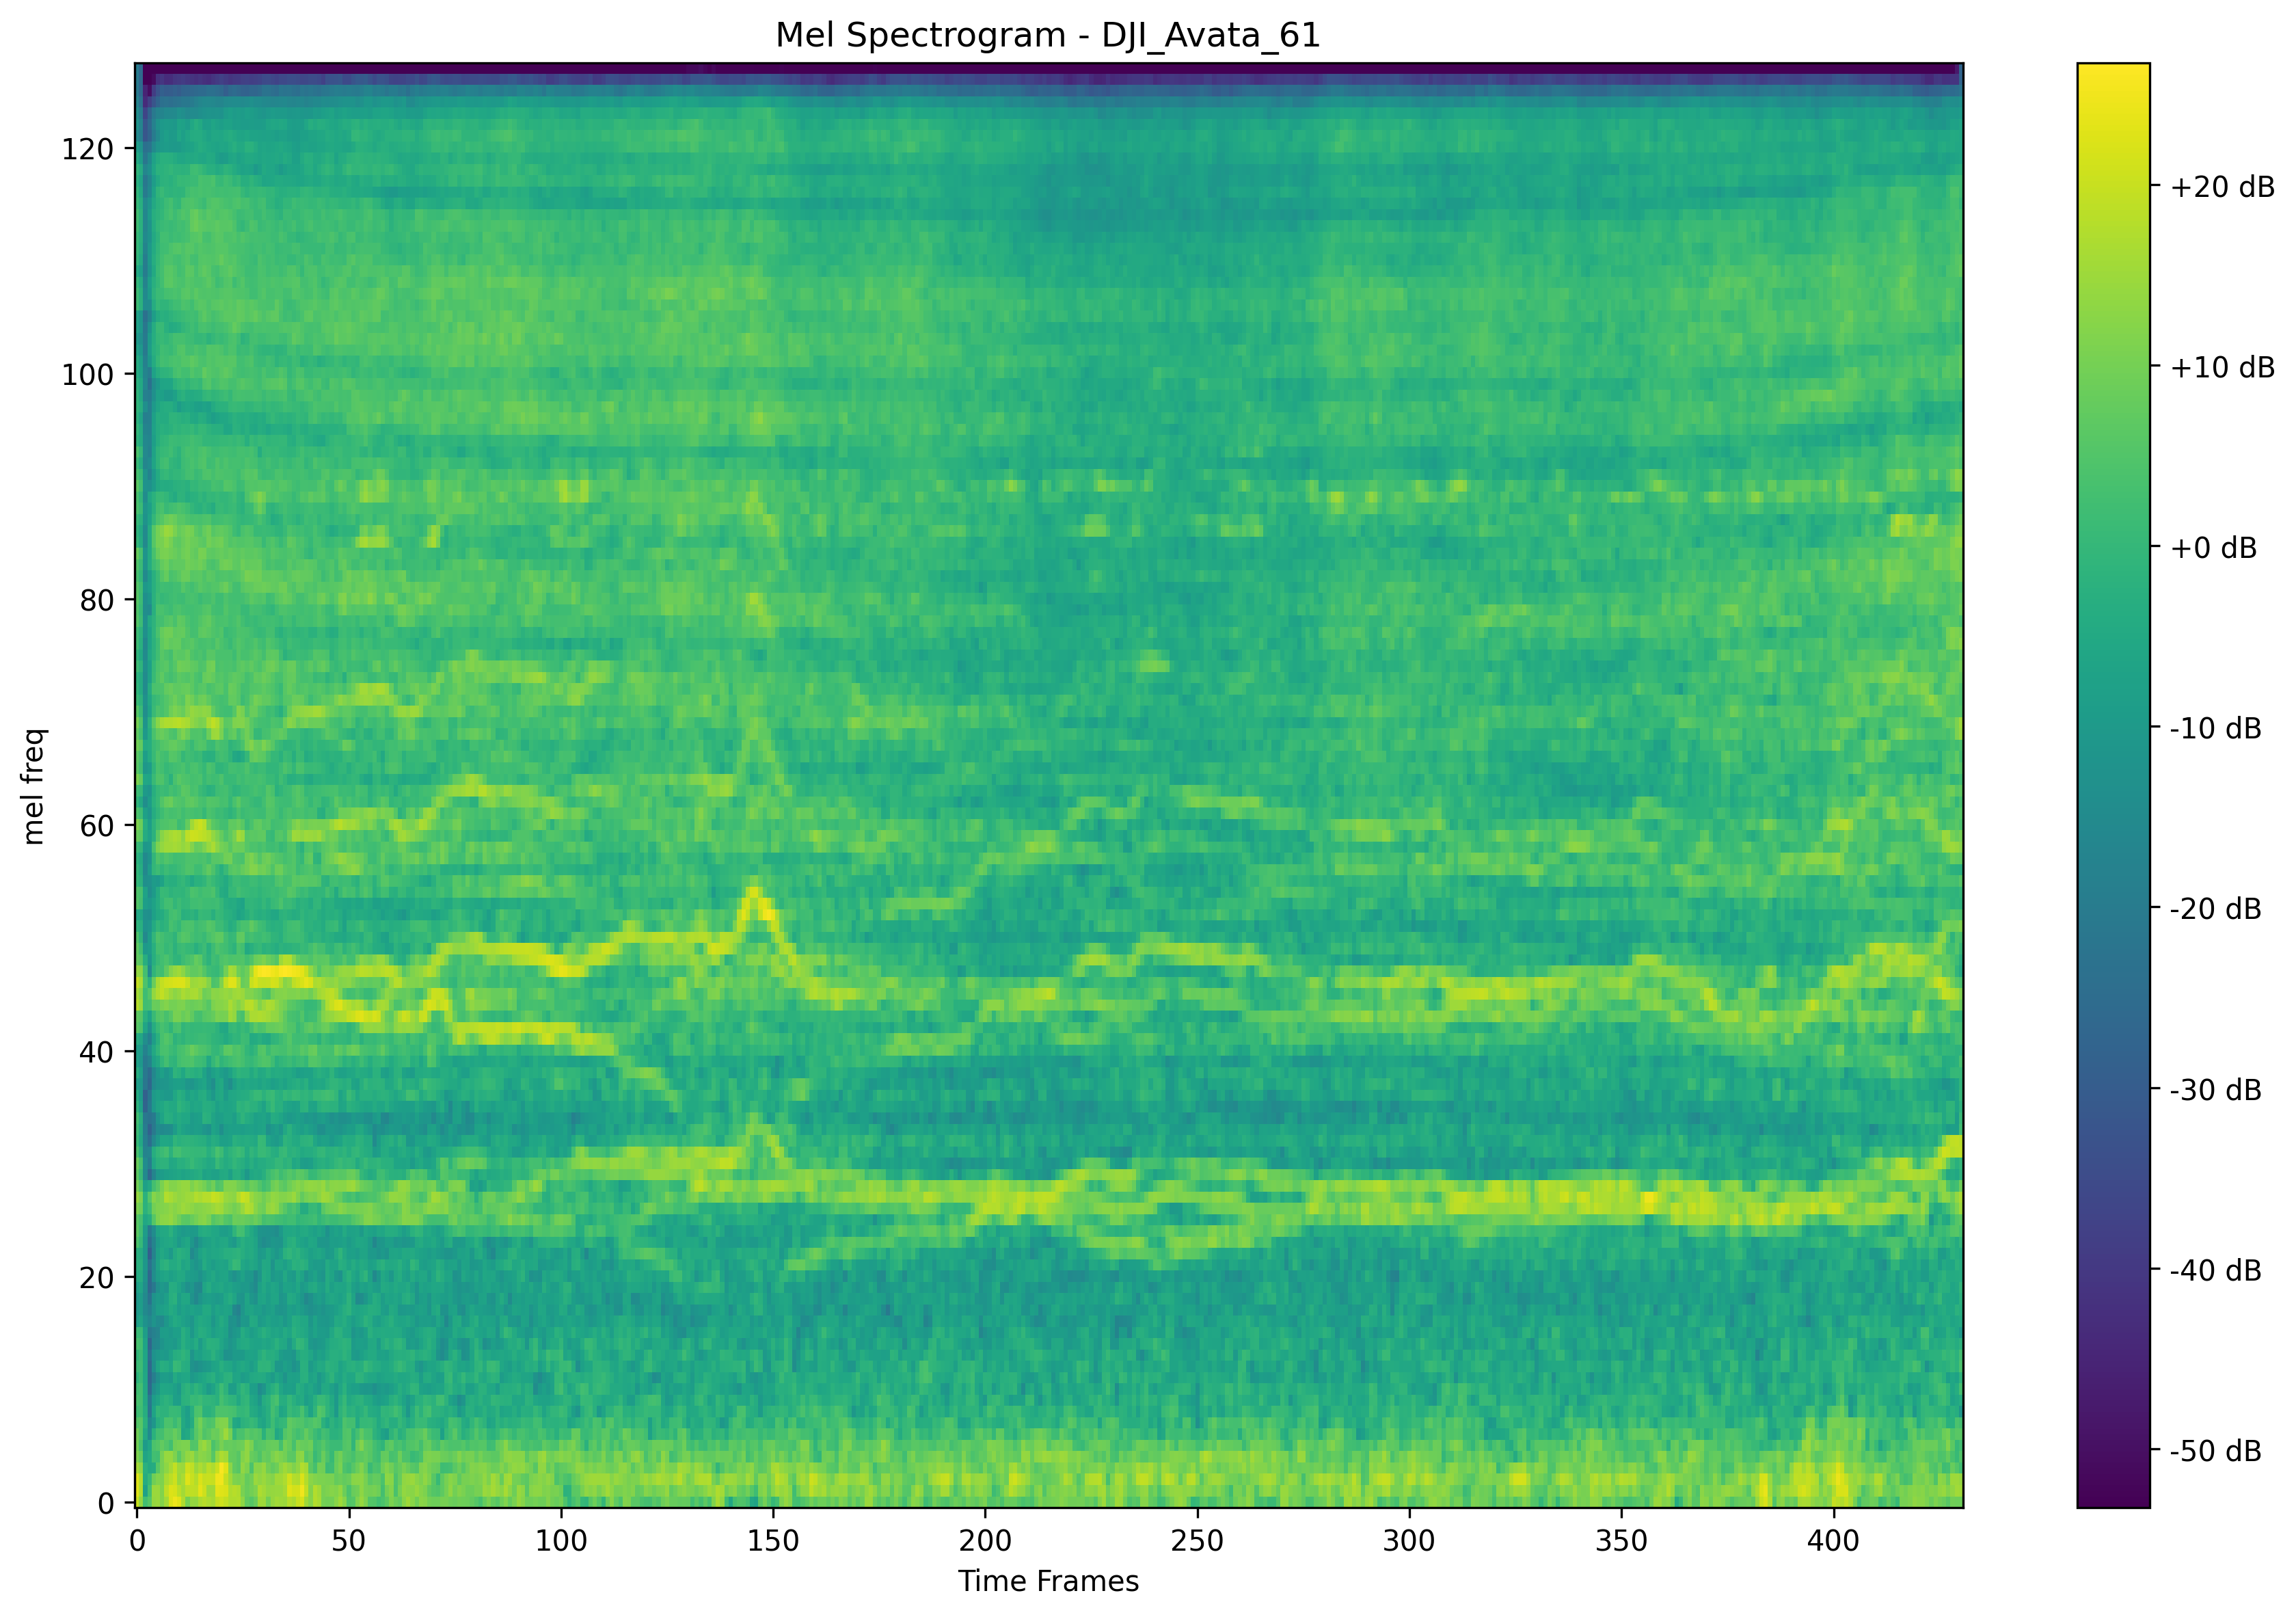 Mel Spectrogram - DJI_Avata_61
mel freq
120
100
80
60
40
20
0
0 50 100 150 200 250 300 350 400
Time Frames
+20 dB
+10 dB
+0 dB
-10 dB
-20 dB
-30 dB
-40 dB
-50 dB